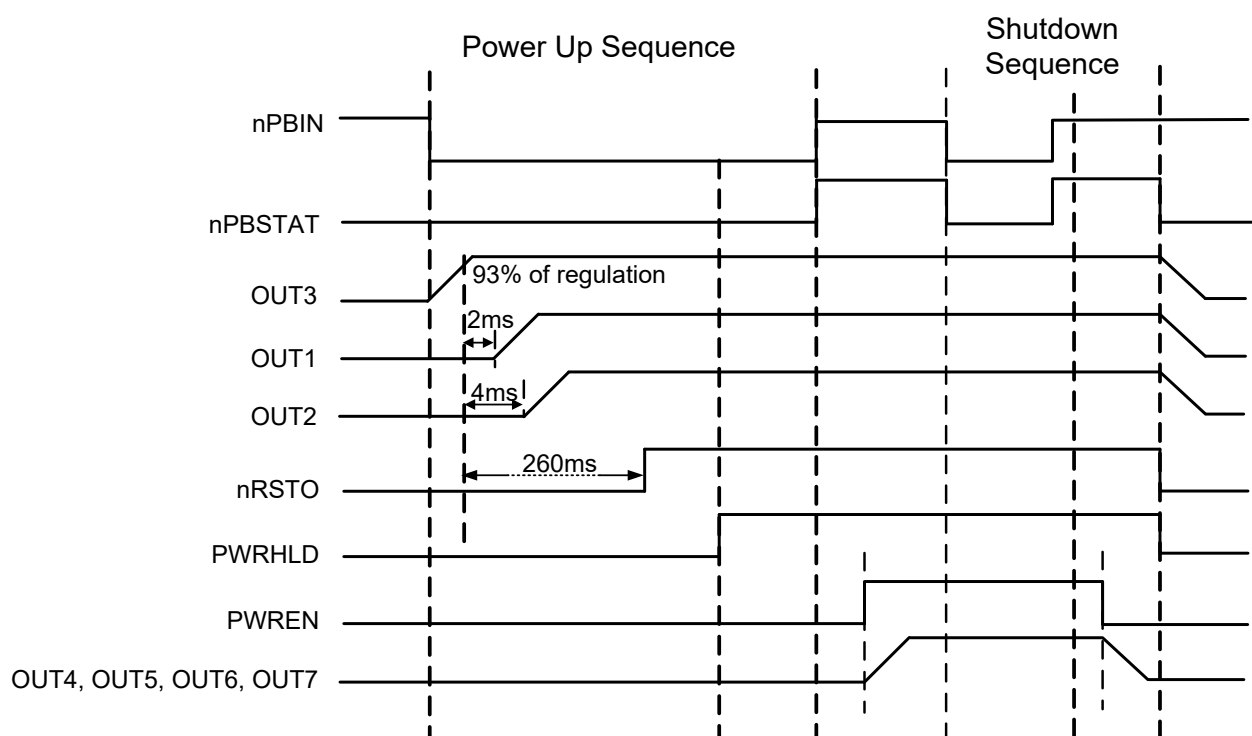 Power Up Sequence
Shutdown
Sequence
nPBIN
nPBSTAT
93% of regulation
OUT3
2ms
OUT1
4ms
OUT2
260ms
nRSTO
PWRHLD
PWREN
OUT4, OUT5, OUT6, OUT7